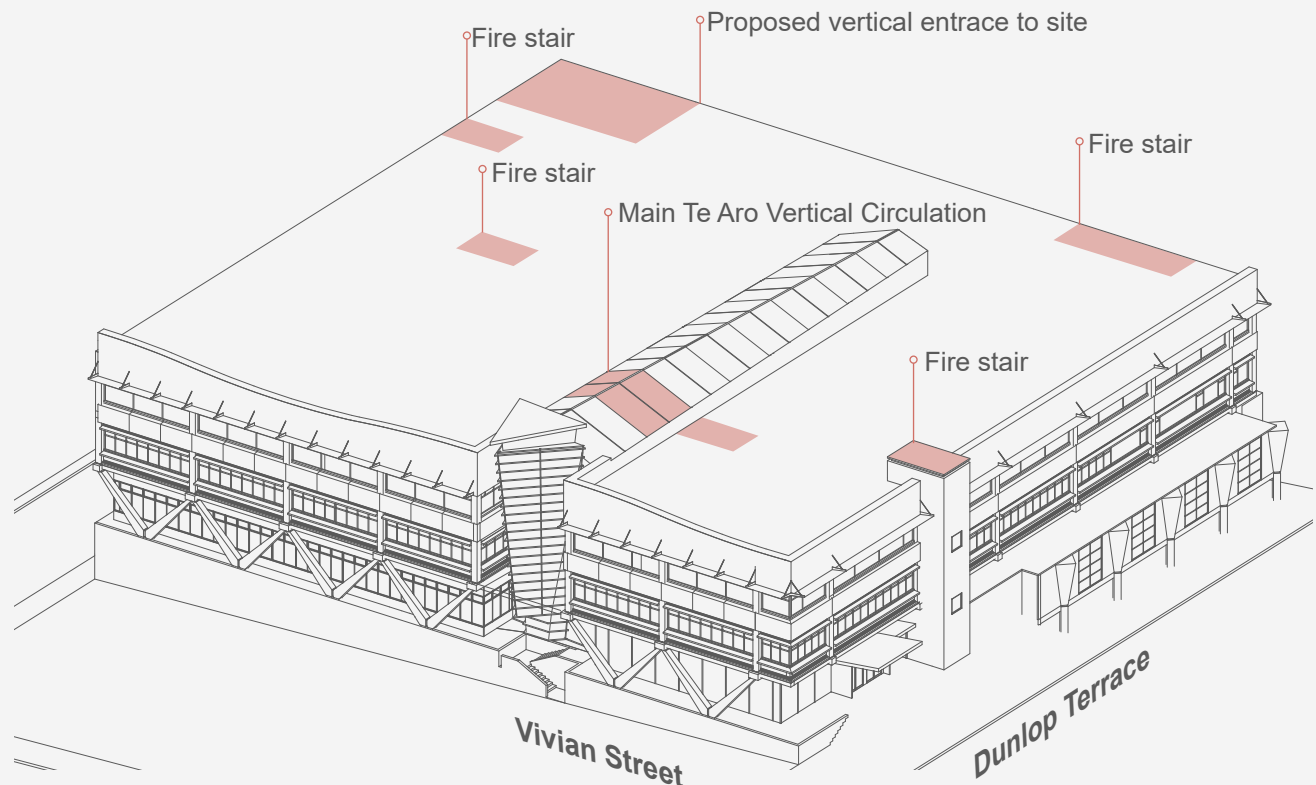 Proposed vertical entrace to site
Fire stair
Fire stair
Fire stair
Main Te Aro Vertical Circulation
Fire stair
Vivian Street
Dunlop Terrace